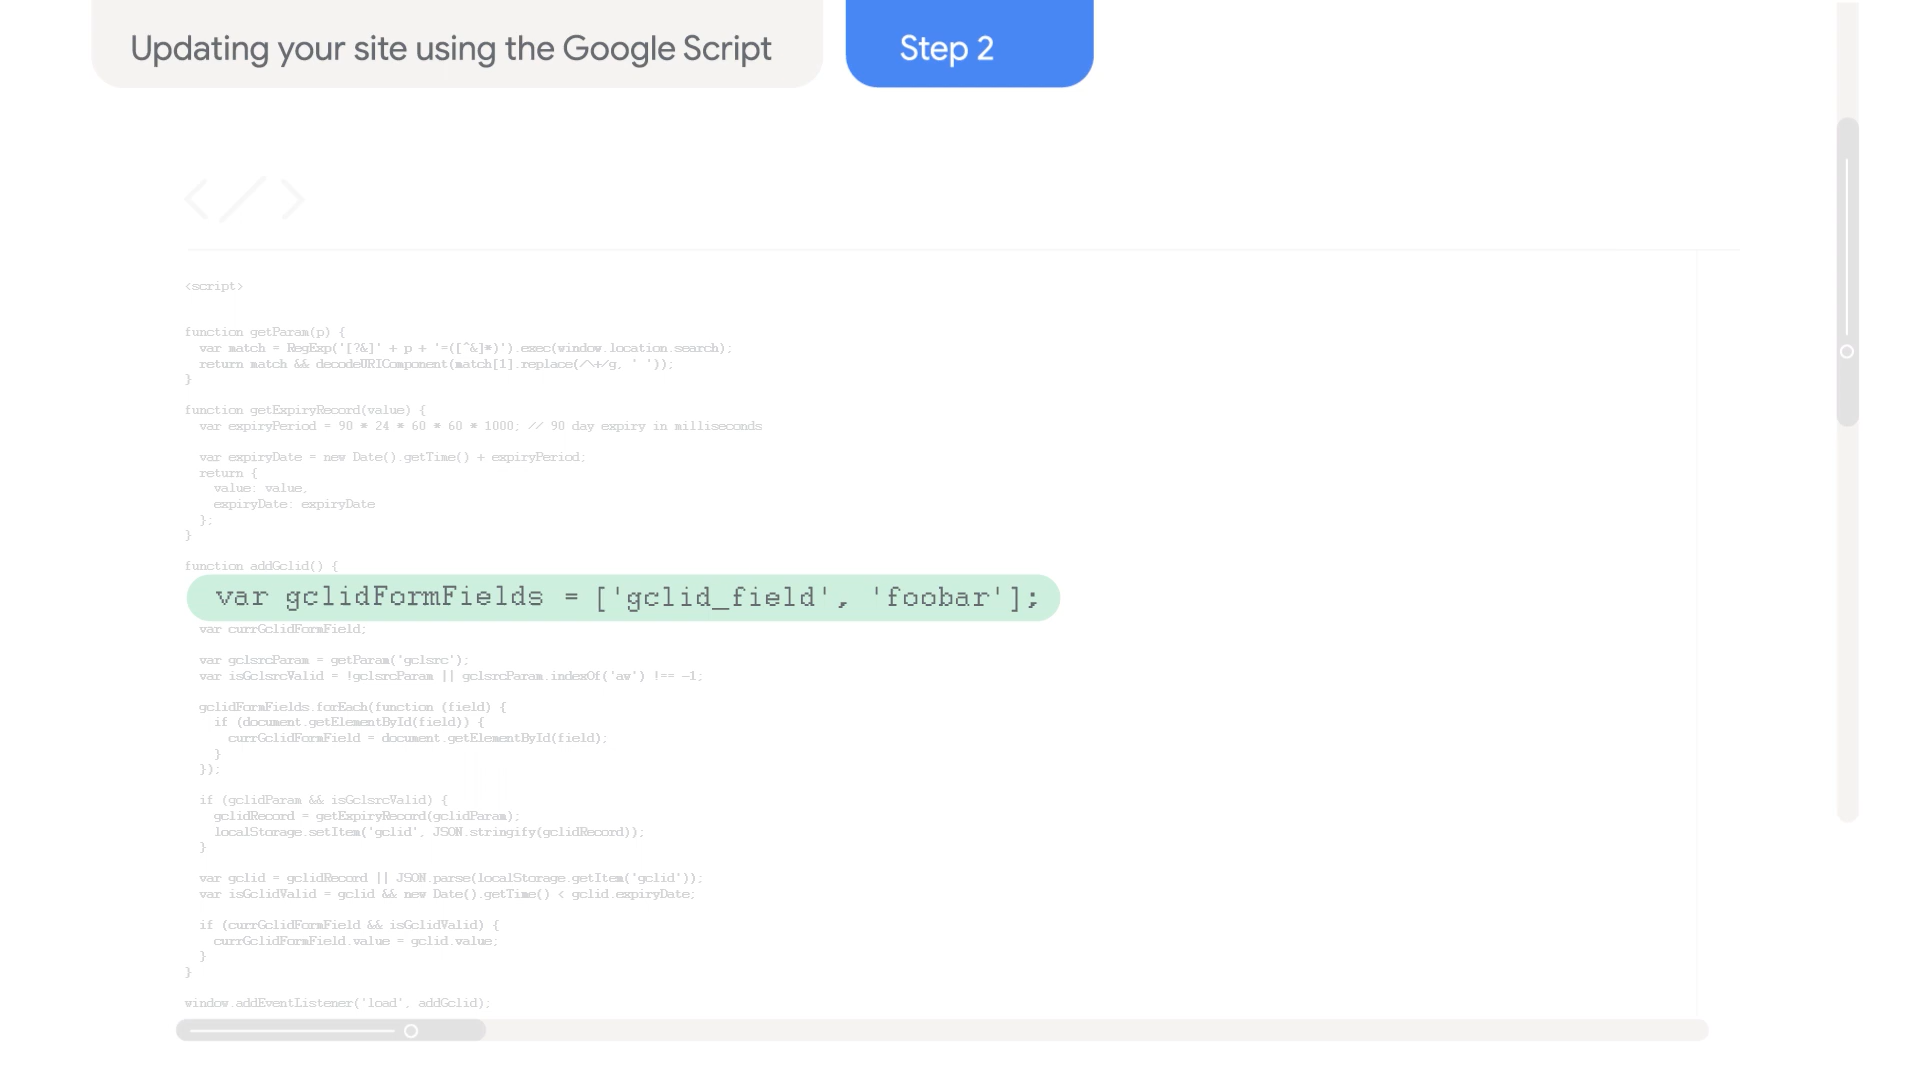 Updating your site using the Google Script
Step 2
</>
<script>
function getParam(p) {
var match = RegExp('[?&]' + p + '=([^&]*)').exec(window.location.search);
return match && decodeURIComponent(match[1].replace(/\+/g, ' '));
}
function getExpiryRecord(value) {
var expiryPeriod = 90 * 24 * 60 * 60 * 1000; // 90 day expiry in milliseconds
var expiryDate = new Date().getTime() + expiryPeriod;
return {
value: value,
expiryDate: expiryDate
};
}
function addGclid() {
var gclidFormFields = ['gclid_field', 'foobar'];
var currGclidFormField;
var gclsrcParam = getParam('gclsrc');
var isGclsrcValid = !gclsrcParam || gclsrcParam.indexOf('aw') !== -1;
gclidFormFields.forEach(function (field) {
if (document.getElementById(field)) {
currGclidFormField = document.getElementById(field);
}
});
if (gclidParam && isGclsrcValid) {
gclidRecord = getExpiryRecord(gclidParam);
localStorage.setItem('gclid', JSON.stringify(gclidRecord));
}
var gclid = gclidRecord || JSON.parse(localStorage.getItem('gclid'));
var isGclidValid = gclid && new Date().getTime() < gclid.expiryDate;
if (currGclidFormField && isGclidValid) {
currGclidFormField.value = gclid.value;
}
}
window.addEventListener('load', addGclid);